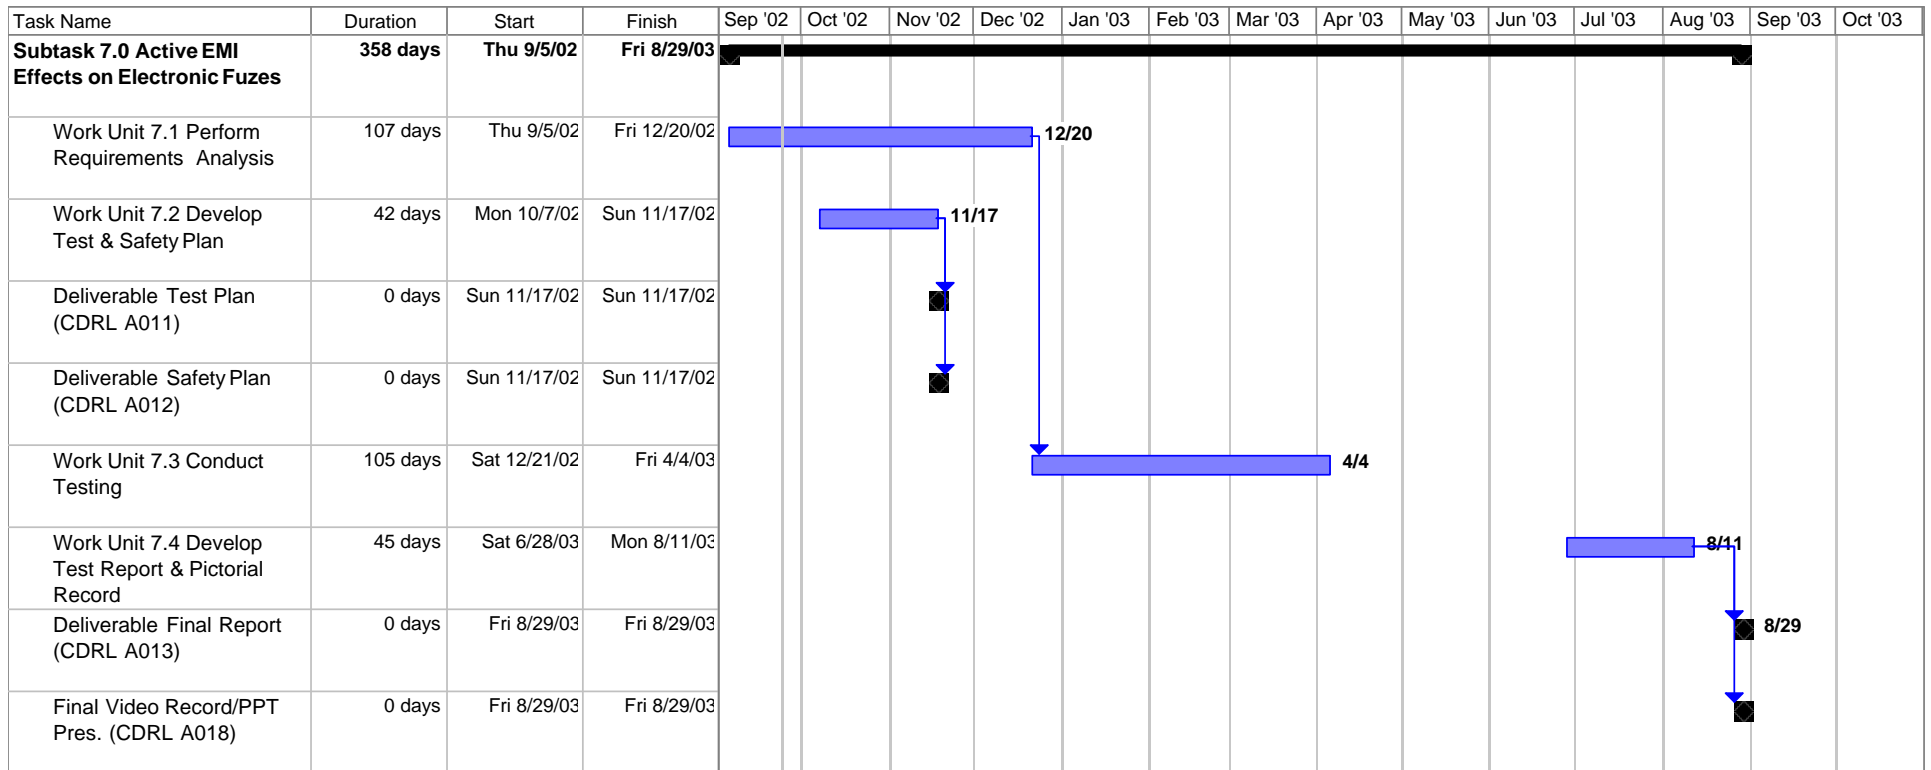 Task Name Duration Start Finish Sep '02 Oct '02 Nov '02 Dec '02 Jan '03 Feb '03 Mar '03 Apr '03 May '03 Jun '03 Jul '03 Aug '03 Sep '03 Oct '03
Subtask 7.0 Active EMI 358 days Thu 9/5/02 Fri 8/29/03
Effects on Electronic Fuzes
Work Unit 7.1 Perform 107 days Thu 9/5/02 Fri 12/20/02 12/20
Requirements Analysis
Work Unit 7.2 Develop 42 days Mon 10/7/02 Sun 11/17/02 11/17
Test & Safety Plan
Deliverable Test Plan 0 days Sun 11/17/02 Sun 11/17/02
(CDRL A011)
Deliverable Safety Plan 0 days Sun 11/17/02 Sun 11/17/02
(CDRL A012)
Work Unit 7.3 Conduct 105 days Sat 12/21/02 Fri 4/4/03 4/4
Testing
Work Unit 7.4 Develop 45 days Sat 6/28/03 Mon 8/11/03 8/11
Test Report & Pictorial
Record
Deliverable Final Report 0 days Fri 8/29/03 Fri 8/29/03 8/29
(CDRL A013)
Final Video Record/PPT 0 days Fri 8/29/03 Fri 8/29/03
Pres. (CDRL A018)